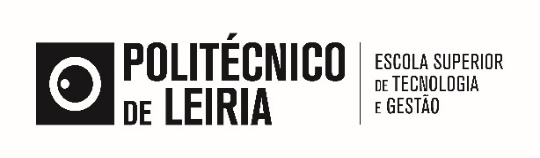 POLITÉCNICO
DE LEIRIA
ESCOLA SUPERIOR
DE TECNOLOGIA
E GESTÃO